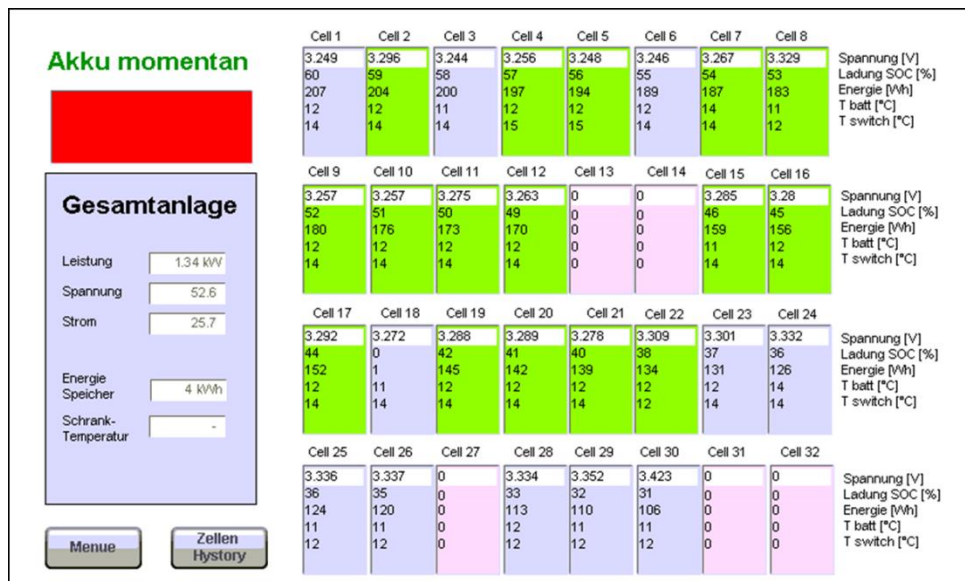 Akku momentan
Gesamtanlage
Leistung 1.34 kW
Spannung 52.6
Strom 25.7
Energie
Speicher 4 kWh
Schrank-
Temperatur -
Menue
Zellen
Hystory
Cell 1 Cell 2 Cell 3 Cell 4 Cell 5 Cell 6 Cell 7 Cell 8
3.249 3.296 3.244 3.256 3.248 3.246 3.267 3.329 Spannung [V]
60 59 58 57 56 55 54 53 Ladung SOC [%]
207 204 200 197 194 189 187 183 Energie [Wh]
12 12 11 12 12 12 14 11 T batt [°C]
14 14 14 15 15 14 14 12 T switch [°C]
Cell 9 Cell 10 Cell 11 Cell 12 Cell 13 Cell 14 Cell 15 Cell 16
3.257 3.257 3.275 3.263 0 0 3.285 3.28 Spannung [V]
52 51 50 49 0 0 46 45 Ladung SOC [%]
180 176 173 170 0 0 159 156 Energie [Wh]
12 12 12 12 0 0 11 12 T batt [°C]
14 14 14 14 0 0 14 14 T switch [°C]
Cell 17 Cell 18 Cell 19 Cell 20 Cell 21 Cell 22 Cell 23 Cell 24
3.292 3.272 3.288 3.289 3.278 3.309 3.301 3.332 Spannung [V]
44 0 42 41 40 38 37 36 Ladung SOC [%]
152 1 145 142 139 134 131 126 Energie [Wh]
12 11 12 12 12 12 12 14 T batt [°C]
14 14 14 14 14 12 14 14 T switch [°C]
Cell 25 Cell 26 Cell 27 Cell 28 Cell 29 Cell 30 Cell 31 Cell 32
3.336 3.337 0 3.334 3.352 3.423 0 0 Spannung [V]
36 35 0 33 32 31 0 0 Ladung SOC [%]
124 120 0 113 110 106 0 0 Energie [Wh]
11 11 0 12 11 11 0 0 T batt [°C]
12 12 0 12 12 12 0 0 T switch [°C]